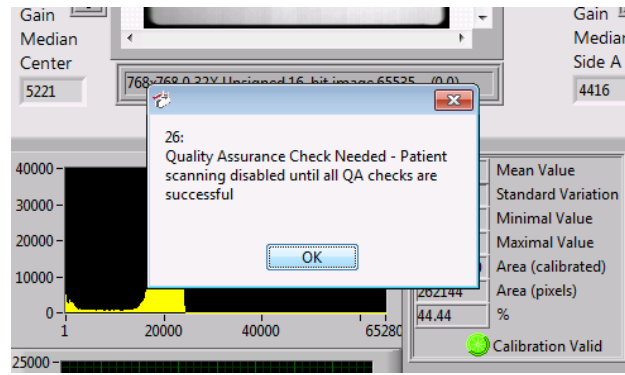 Gain
Gain
Median
Median
Center
Side A
5221
4416
768x768 0.32X Unsigned 16-bit image 65535 (0,0)
26:
Quality Assurance Check Needed - Patient
scanning disabled until all QA checks are
successful
OK
40000
30000
20000
10000
0
1
20000
40000
65280
25000
Mean Value
Standard Variation
Minimal Value
Maximal Value
Area (calibrated)
262144
Area (pixels)
44.44
%
Calibration Valid